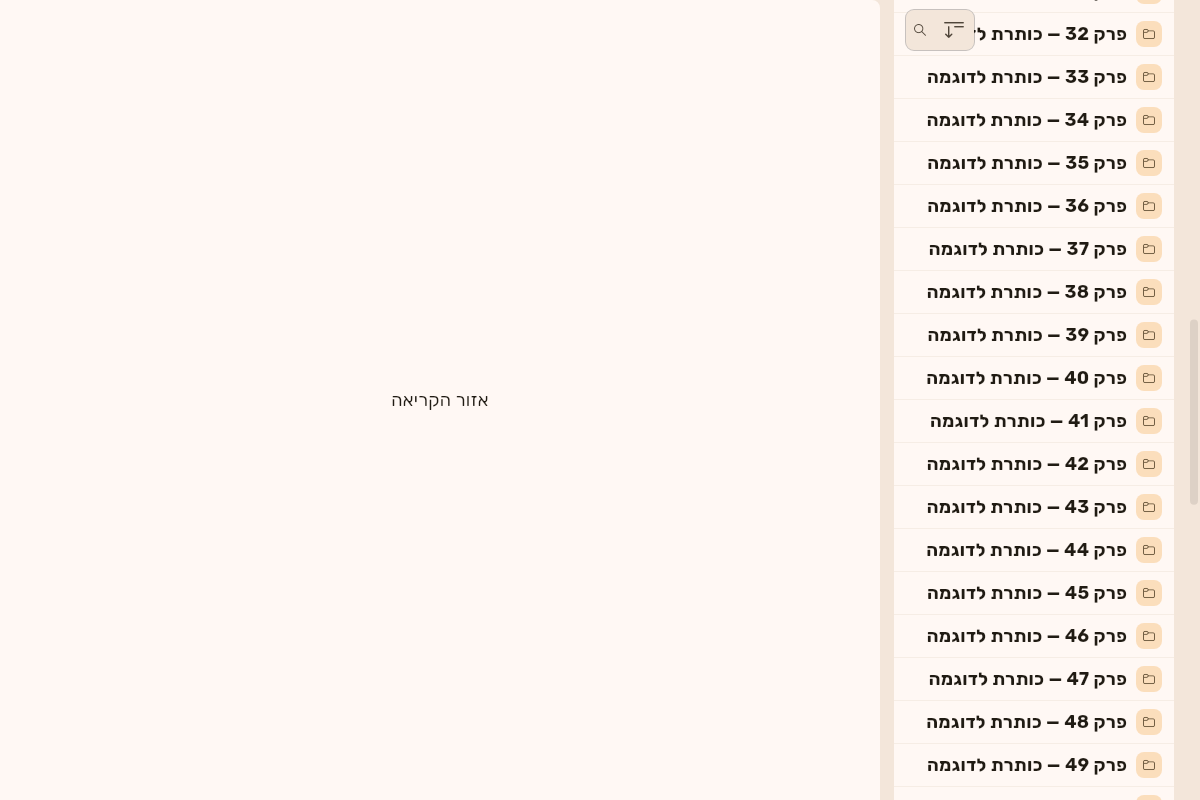 פרק 32 – כותרת
פרק 33 – כותרת לדוגמה
פרק 34 – כותרת לדוגמה
פרק 35 – כותרת לדוגמה
פרק 36 – כותרת לדוגמה
פרק 37 – כותרת לדוגמה
פרק 38 – כותרת לדוגמה
פרק 39 – כותרת לדוגמה
פרק 40 – כותרת לדוגמה
פרק 41 – כותרת לדוגמה
פרק 42 – כותרת לדוגמה
פרק 43 – כותרת לדוגמה
פרק 44 – כותרת לדוגמה
פרק 45 – כותרת לדוגמה
פרק 46 – כותרת לדוגמה
פרק 47 – כותרת לדוגמה
פרק 48 – כותרת לדוגמה
פרק 49 – כותרת לדוגמה
אזור הקריאה